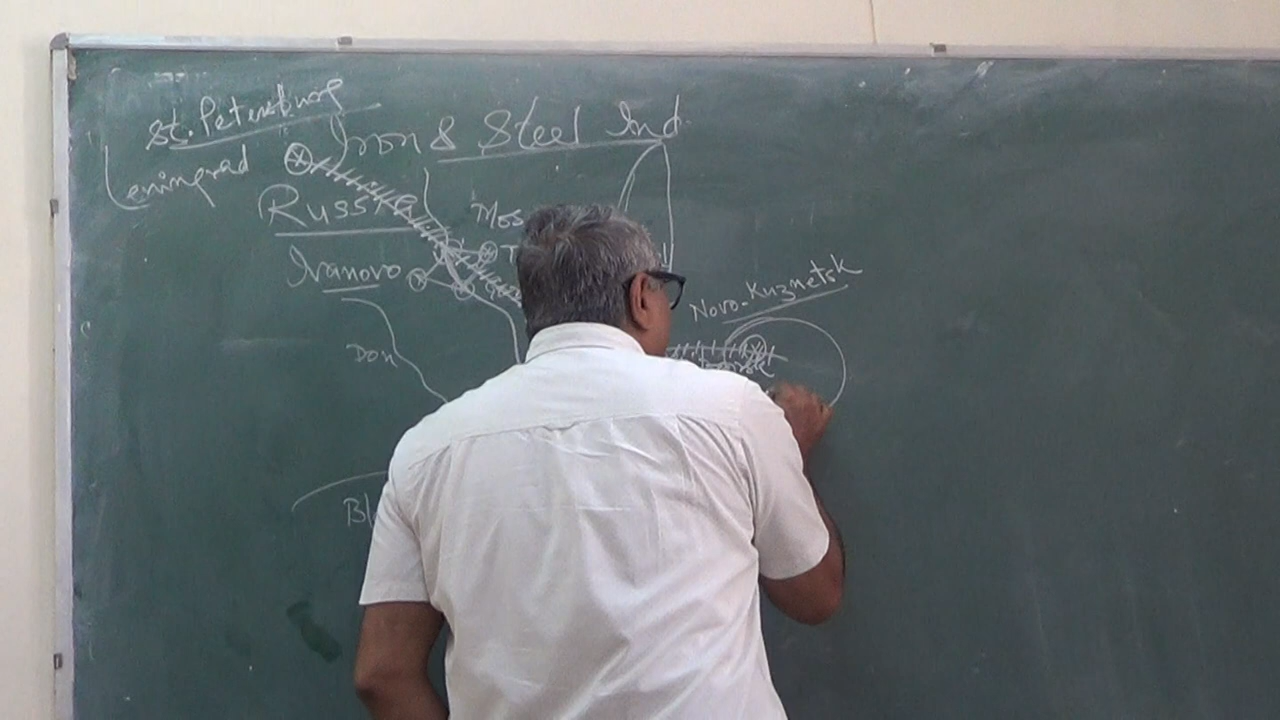 St. Petersburg
Iron & Steel Ind.
Leningrad
Russia
Mos
Ivanovo
Novo-Kuznetsk
Don
Bl